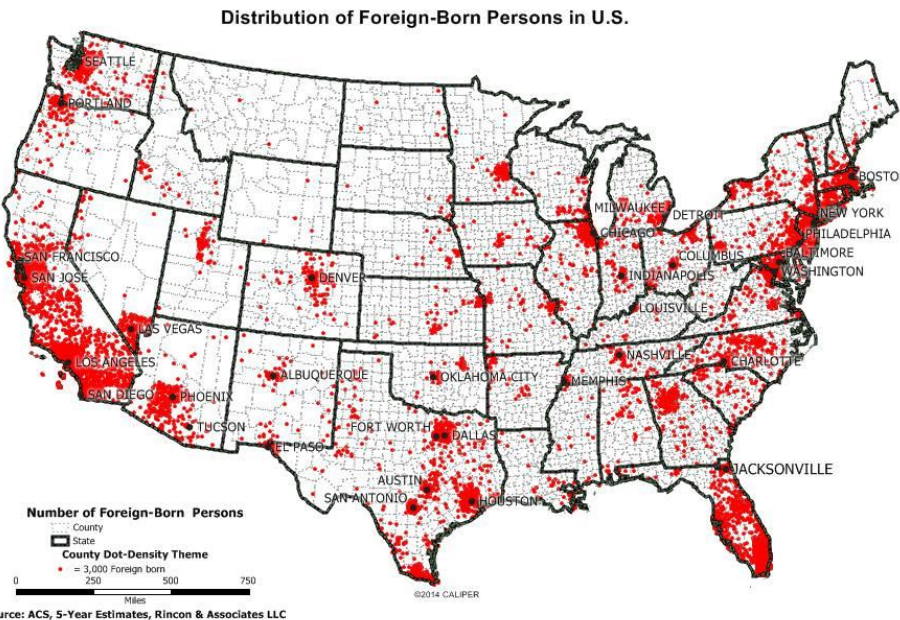 Distribution of Foreign-Born Persons in U.S.
SEATTLE
PORTLAND
BOSTO
MILWAUKEE
DETROIT
NEW YORK
CHICAGO
PHILADELPHIA
SAN FRANCISCO
COLUMBUS
BALTIMORE
SAN JOSE
DENVER
INDIANAPOLIS
WASHINGTON
LOUISVILLE
LAS VEGAS
LOS ANGELES
NASHVILLE
CHARLOTTE
ALBUQUERQUE
OKLAHOMA CITY
MEMPHIS
SAN DIEGO
PHOENIX
TUCSON
FORT WORTH
DALLAS
EL PASO
JACKSONVILLE
AUSTIN
SAN ANTONIO
HOUSTON
Number of Foreign-Born Persons
County
State
County Dot-Density Theme
= 3,000 Foreign born
0 250 500 750
Miles
©2014 CALIPER
urce: ACS, 5-Year Estimates, Rincon & Associates LLC